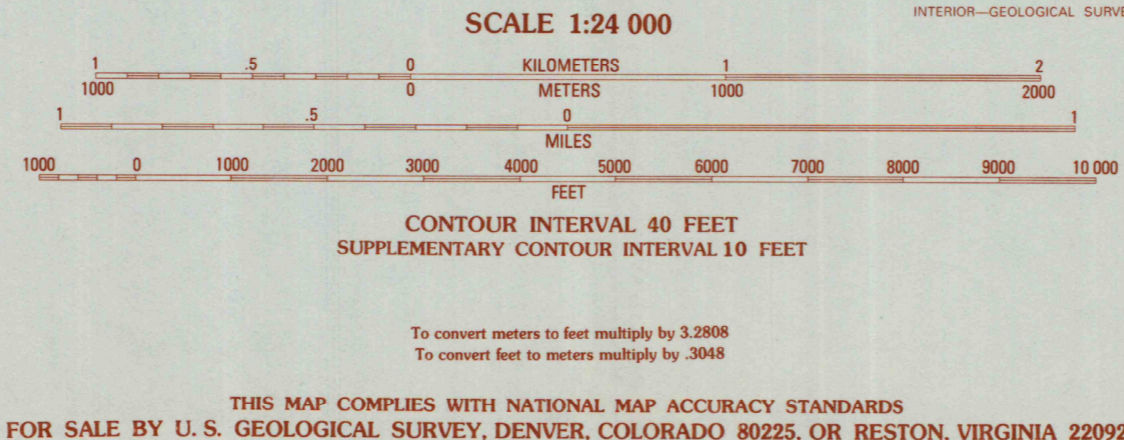 INTERIOR—GEOLOGICAL
SCALE 1:24 000
1 .5 0 KILOMETERS 1 2
1000 0 METERS 1000 2000
1 .5 0 1
MILES
1000 0 1000 2000 3000 4000 5000 6000 7000 8000 9000 10 000
FEET
CONTOUR INTERVAL 40 FEET
SUPPLEMENTARY CONTOUR INTERVAL 10 FEET
To convert meters to feet multiply by 3.2808
To convert feet to meters multiply by .3048
THIS MAP COMPLIES WITH NATIONAL MAP ACCURACY STANDARDS
FOR SALE BY U. S. GEOLOGICAL SURVEY, DENVER, COLORADO 80225, OR RESTON, VIRGINIA 22092